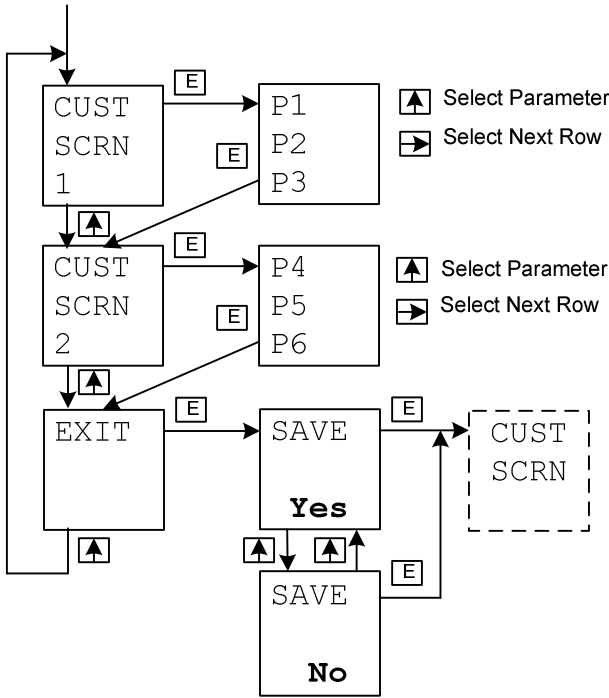 E
CUST
SCRN
1
P1
P2
P3
Select Parameter
Select Next Row
E
E
CUST
SCRN
2
P4
P5
P6
Select Parameter
Select Next Row
E
E
EXIT
SAVE
Yes
E
CUST
SCRN
SAVE
No
E